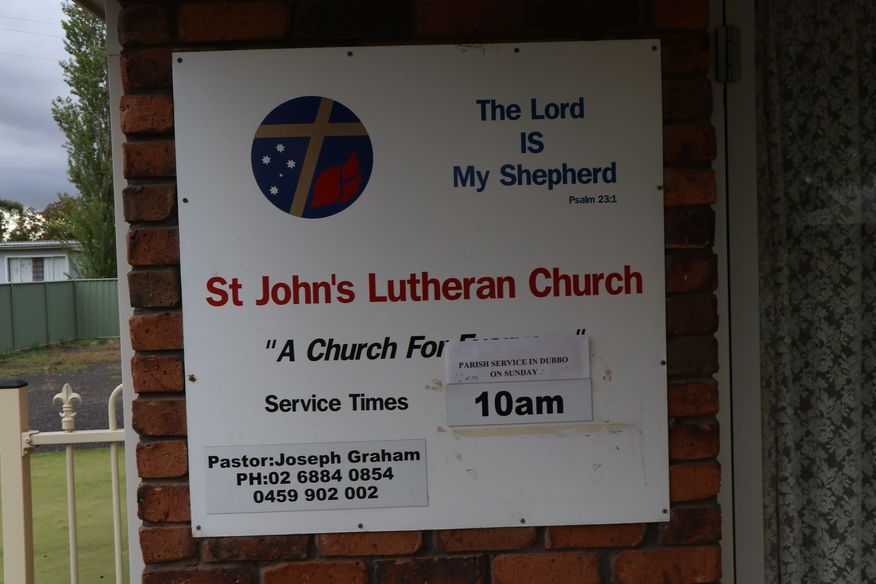 The Lord
IS
My Shepherd
Psalm 23:1
St John's Lutheran Church
"A Church For "
PARISH SERVICE IN DUBBO
ON SUNDAY
Service Times 10am
Pastor:Joseph Graham
PH:02 6884 0854
0459 902 002